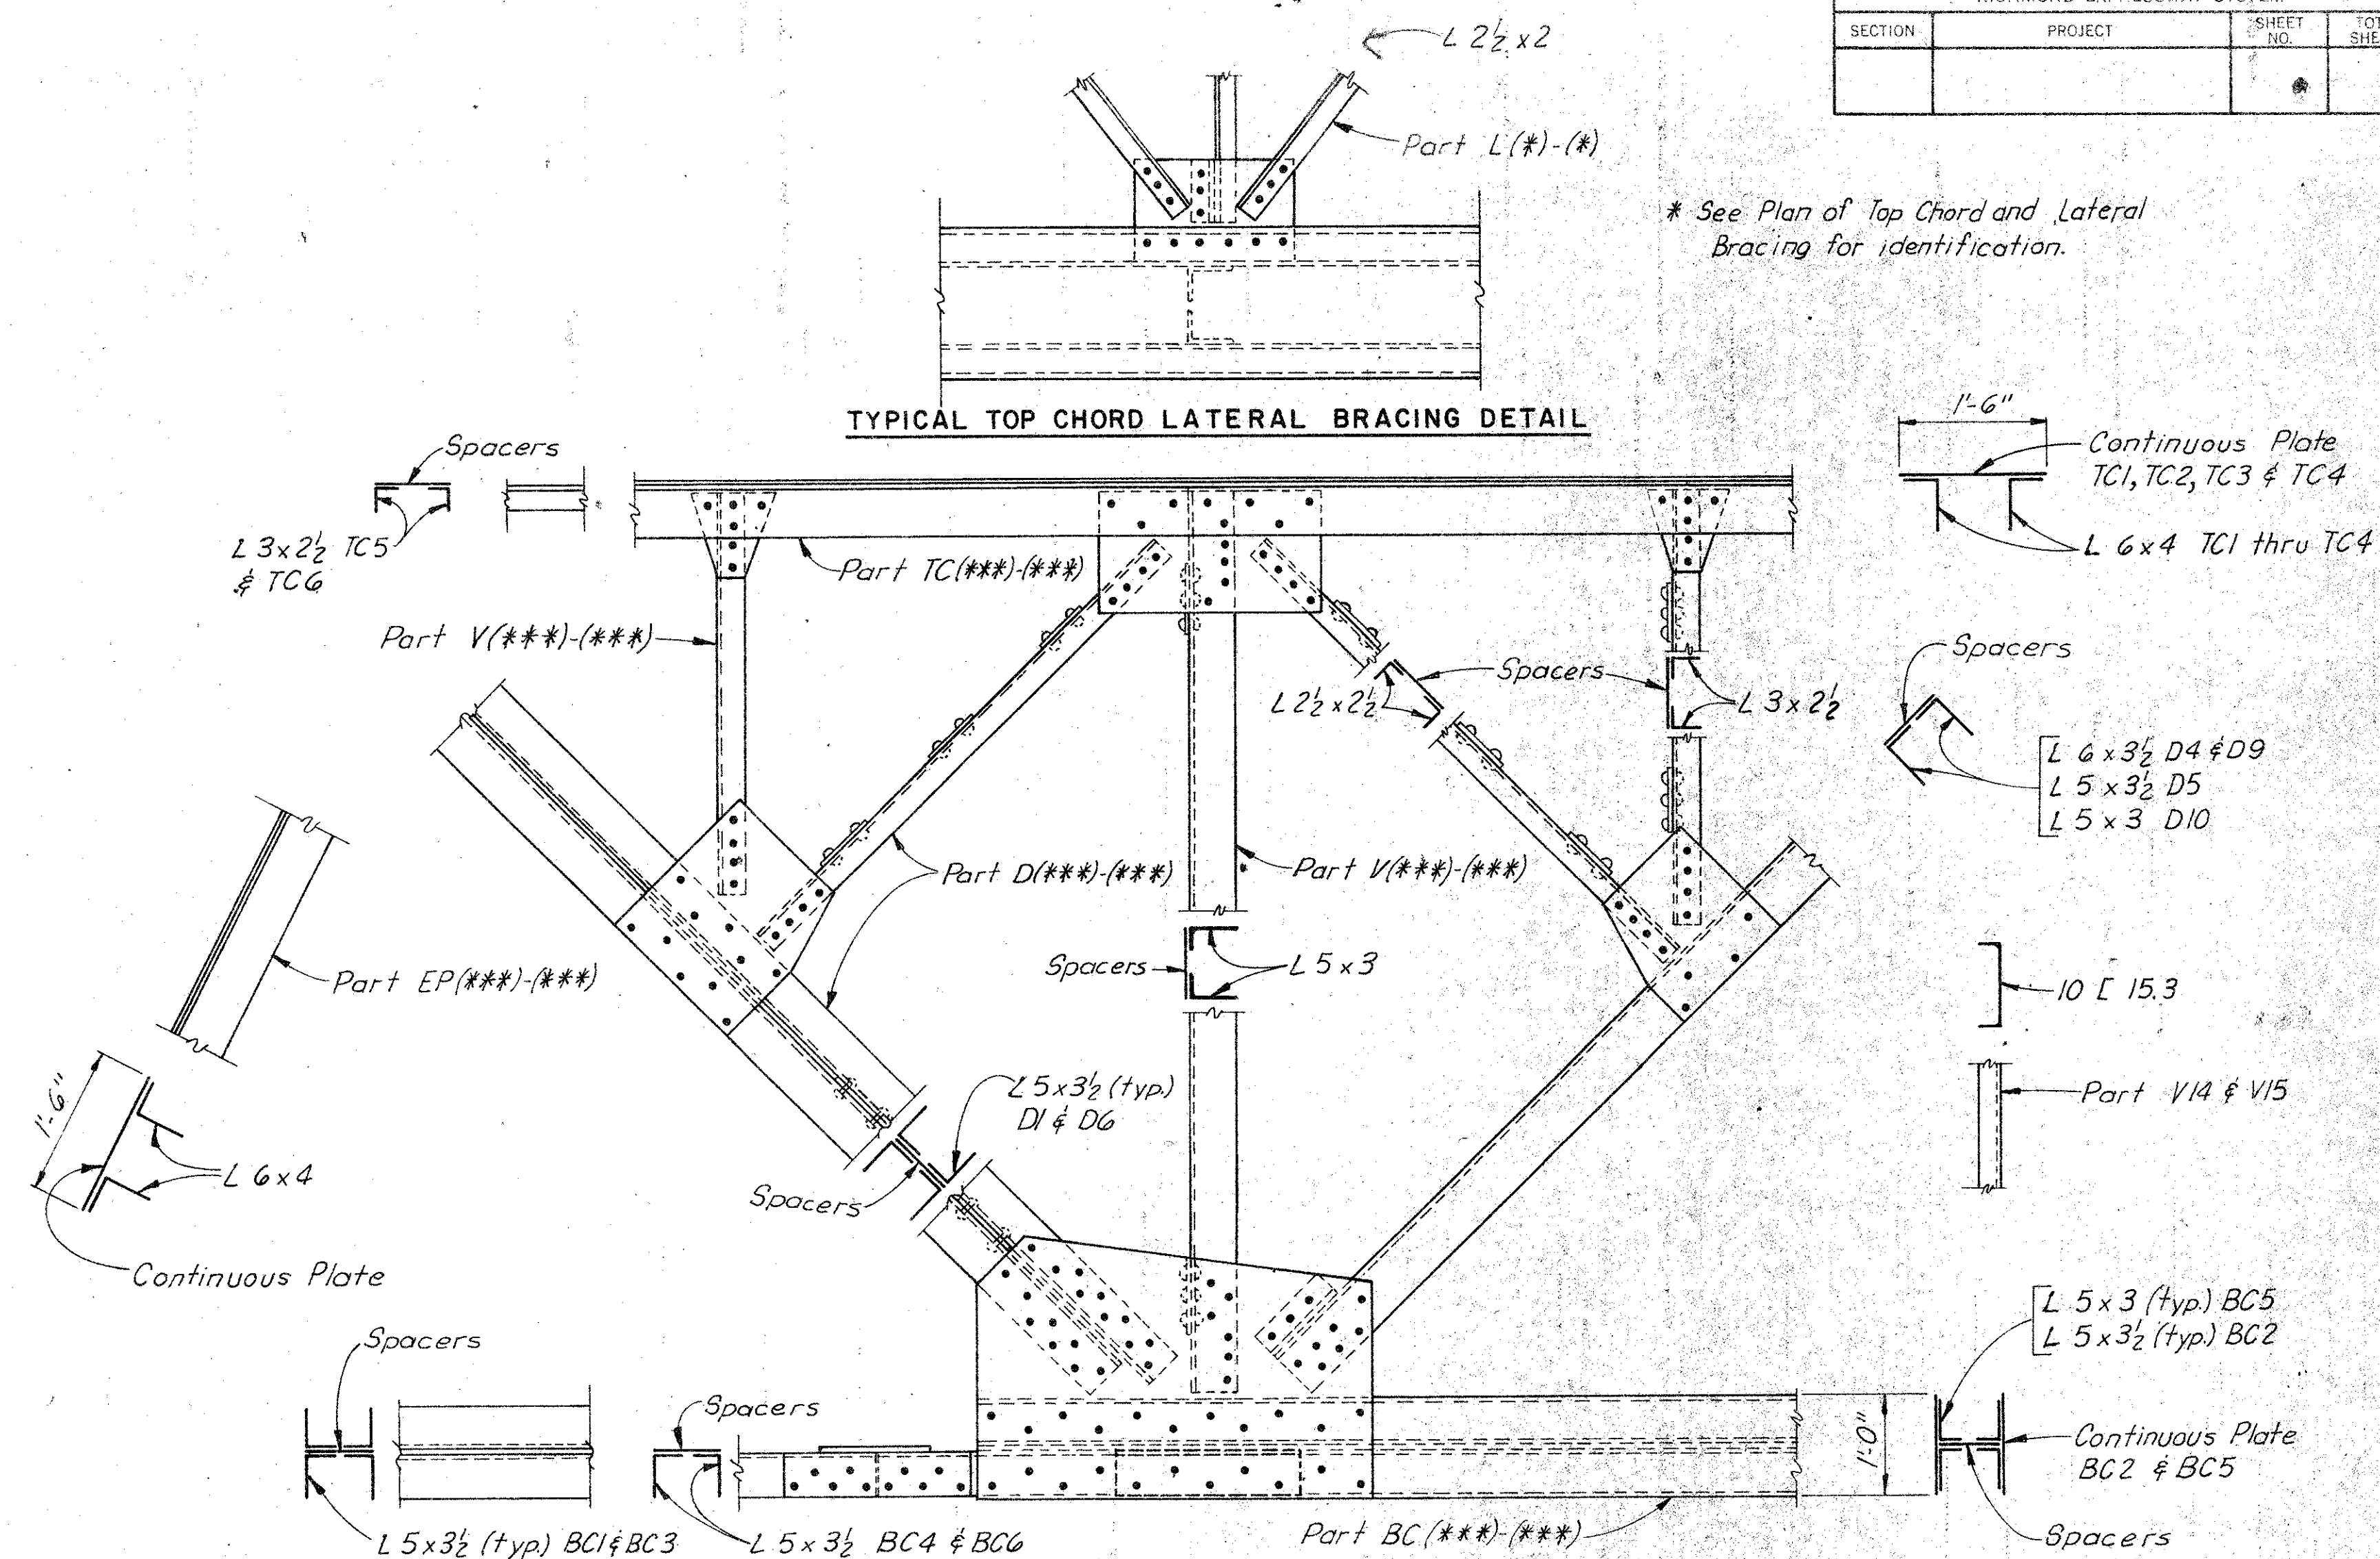 SECTION
PROJECT
SHEET
NO.
L 2½ x 2
Part L(*)-(*)
* See Plan of Top Chord and Lateral
Bracing for identification.
TYPICAL TOP CHORD LATERAL BRACING DETAIL
Spacers
L 3 x 2½ TC5
& TC6
1'-6"
Continuous Plate
TC1, TC2, TC3 & TC4
L 6x4 TC1 thru TC4
Part TC(***)-(***)
Part V(***)-(***)
Spacers
L 2½ x 2½
L 3 x 2½
Spacers
L 6 x 3½ D4 & D9
L 5 x 3½ D5
L 5 x 3 D10
Part D(***)-(***)
Part V(***)-(***)
Part EP(***)-(***)
Spacers
L 5 x 3
10 [ 15.3
Part V14 & V15
L 5 x 3½ (typ.)
D1 & D6
Spacers
1'-6"
L 6x4
Continuous Plate
Spacers
L 5x3½ (typ.) BC1 & BC3
Spacers
L 5 x 3½ BC4 & BC6
Part BC(***)-(***)
1'-0"
L 5 x 3 (typ.) BC5
L 5 x 3½ (typ.) BC2
Continuous Plate
BC2 & BC5
Spacers